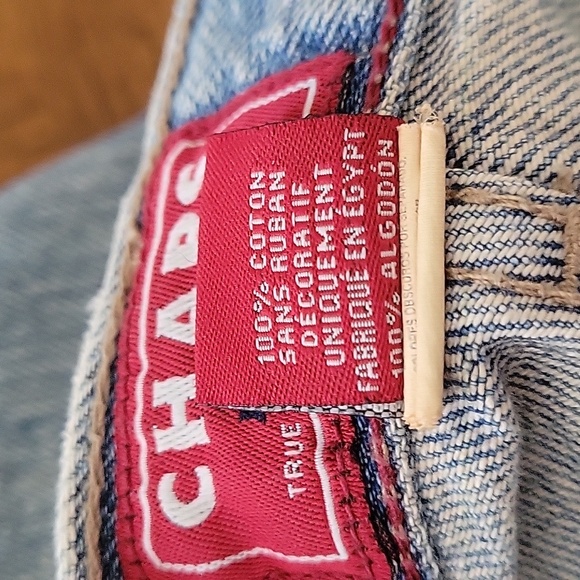 CHAPS
TRUE
100% COTON
SANS RUBAN
DÉCORATIF
UNIQUEMENT
FABRIQUÉ EN ÉGYPT
100% ALGODÓN